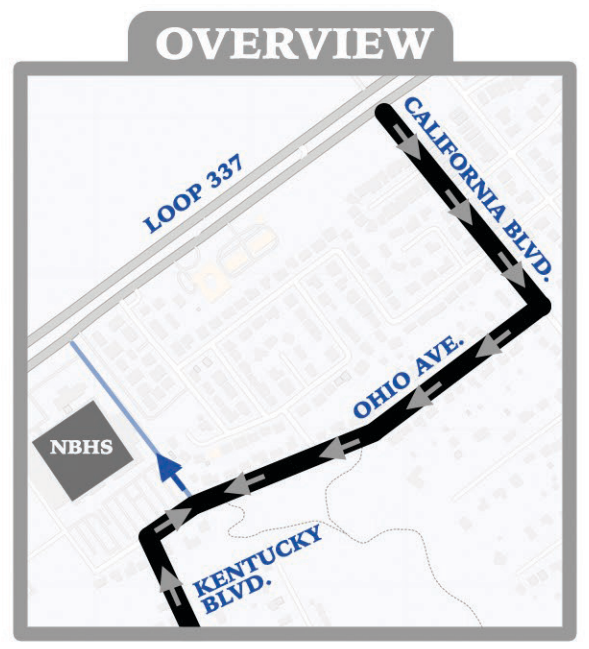 OVERVIEW
LOOP 337
CALIFORNIA BLVD.
OHIO AVE.
NBHS
KENTUCKY
BLVD.